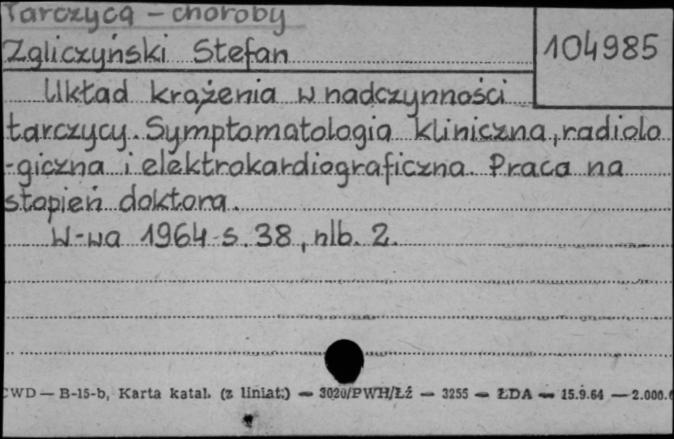 Tarczyca - choroby
Zgliczyński Stefan
104985
Układ krążenia w nadczynności
tarczycy. Symptomatologia kliniczna, radiolo
-giczna i elektrokardiograficzna. Praca na
stopień doktora.
W-wa 1964 s. 38, nlb. 2.
CWD — B-15-b, Karta katal. (z liniat.) — 3020/PWH/Łź — 3255 — ŁDA — 15.9.64 — 2.000.